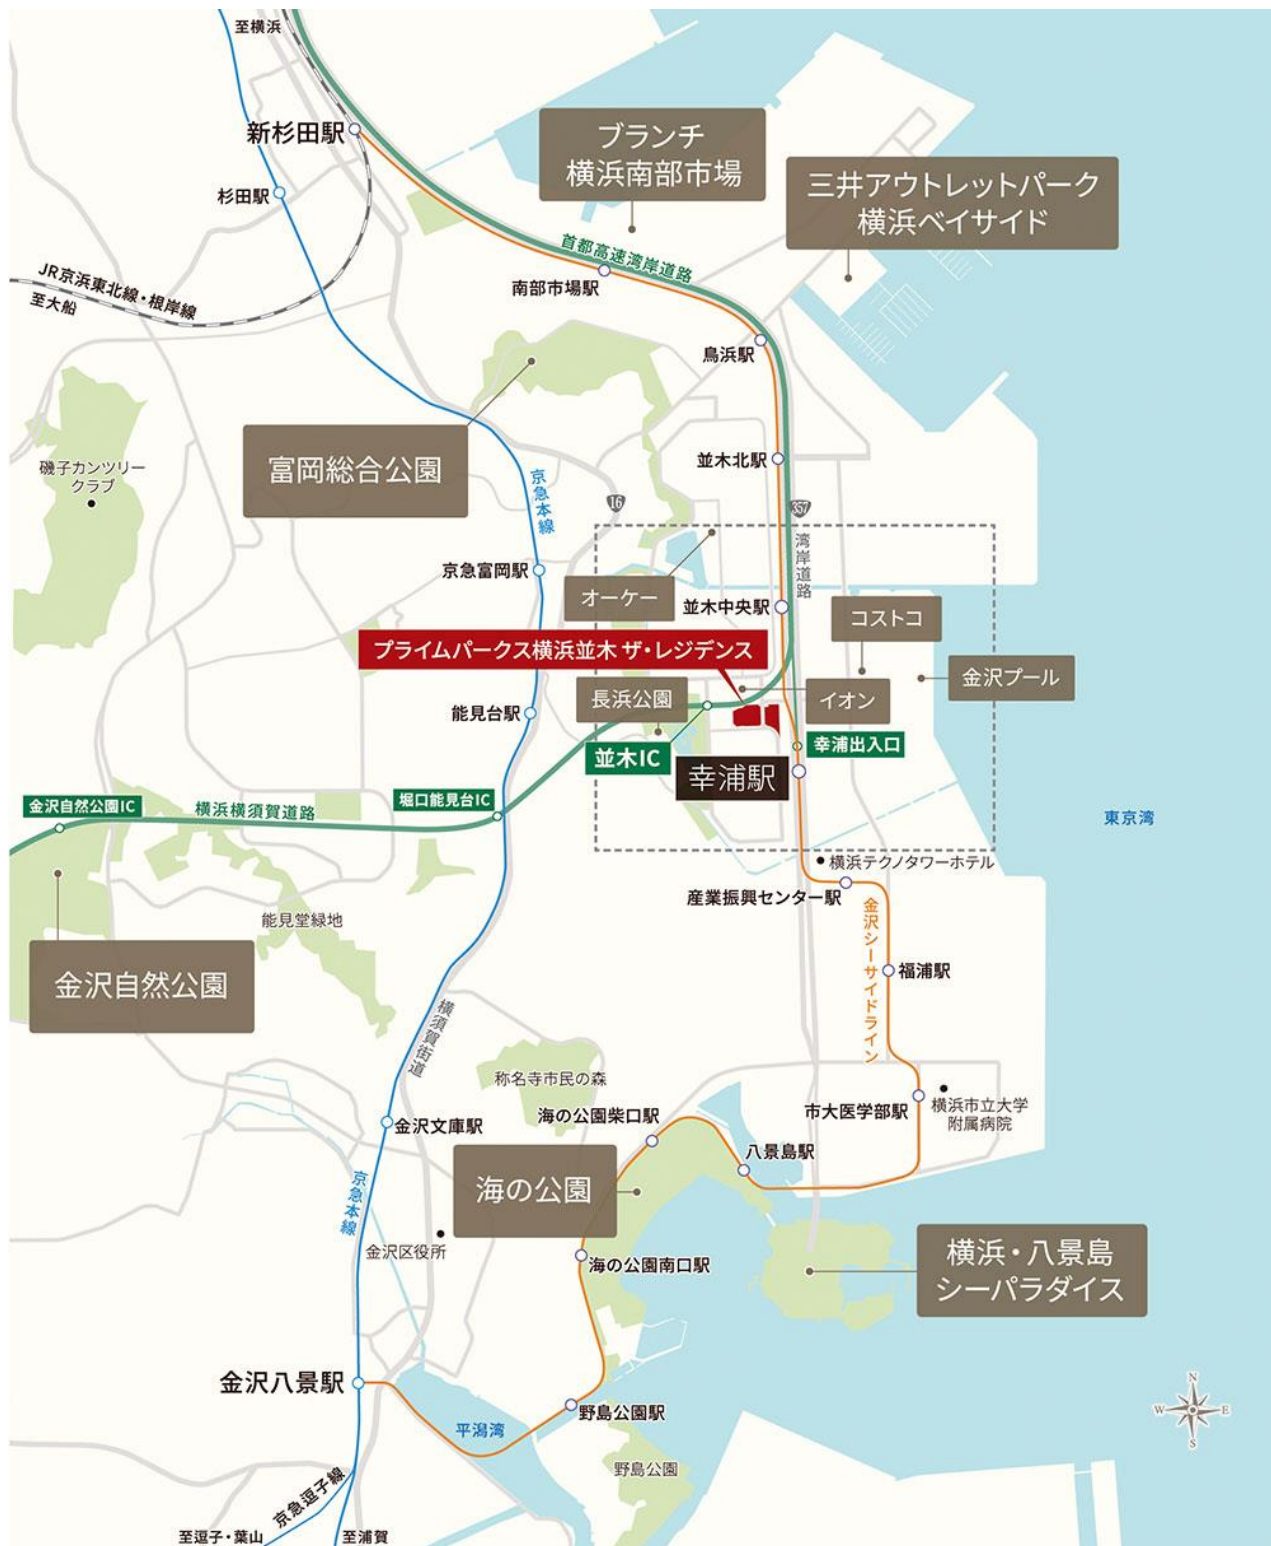 至横浜
新杉田駅
ブランチ
横浜南部市場
三井アウトレットパーク
横浜ベイサイド
杉田駅
首都高速湾岸道路
JR京浜東北線・根岸線
至大船
南部市場駅
鳥浜駅
富岡総合公園
磯子カンツリー
クラブ
並木北駅
京急本線
16
357
湾岸道路
京急富岡駅
オーケー
並木中央駅
コストコ
プライムパークス横浜並木 ザ・レジデンス
金沢プール
長浜公園
イオン
能見台駅
並木IC
幸浦出入口
幸浦駅
金沢自然公園IC
横浜横須賀道路
堀口能見台IC
東京湾
横浜テクノタワーホテル
産業振興センター駅
金沢シーサイドライン
能見堂緑地
金沢自然公園
福浦駅
横須賀街道
称名寺市民の森
海の公園柴口駅
市大医学部駅
横浜市立大学
附属病院
金沢文庫駅
八景島駅
海の公園
京急本線
金沢区役所
海の公園南口駅
横浜・八景島
シーパラダイス
金沢八景駅
野島公園駅
平潟湾
野島公園
N
W
E
S
京急逗子線
至逗子・葉山
至浦賀